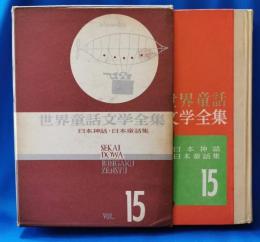 世界童話文学全集
日本神話・日本童話集
SEKAI
DOWA
BUNGAKU
ZENSYU
VOL. 15
世界童話
文学全集
日本神話
日本童話集
15